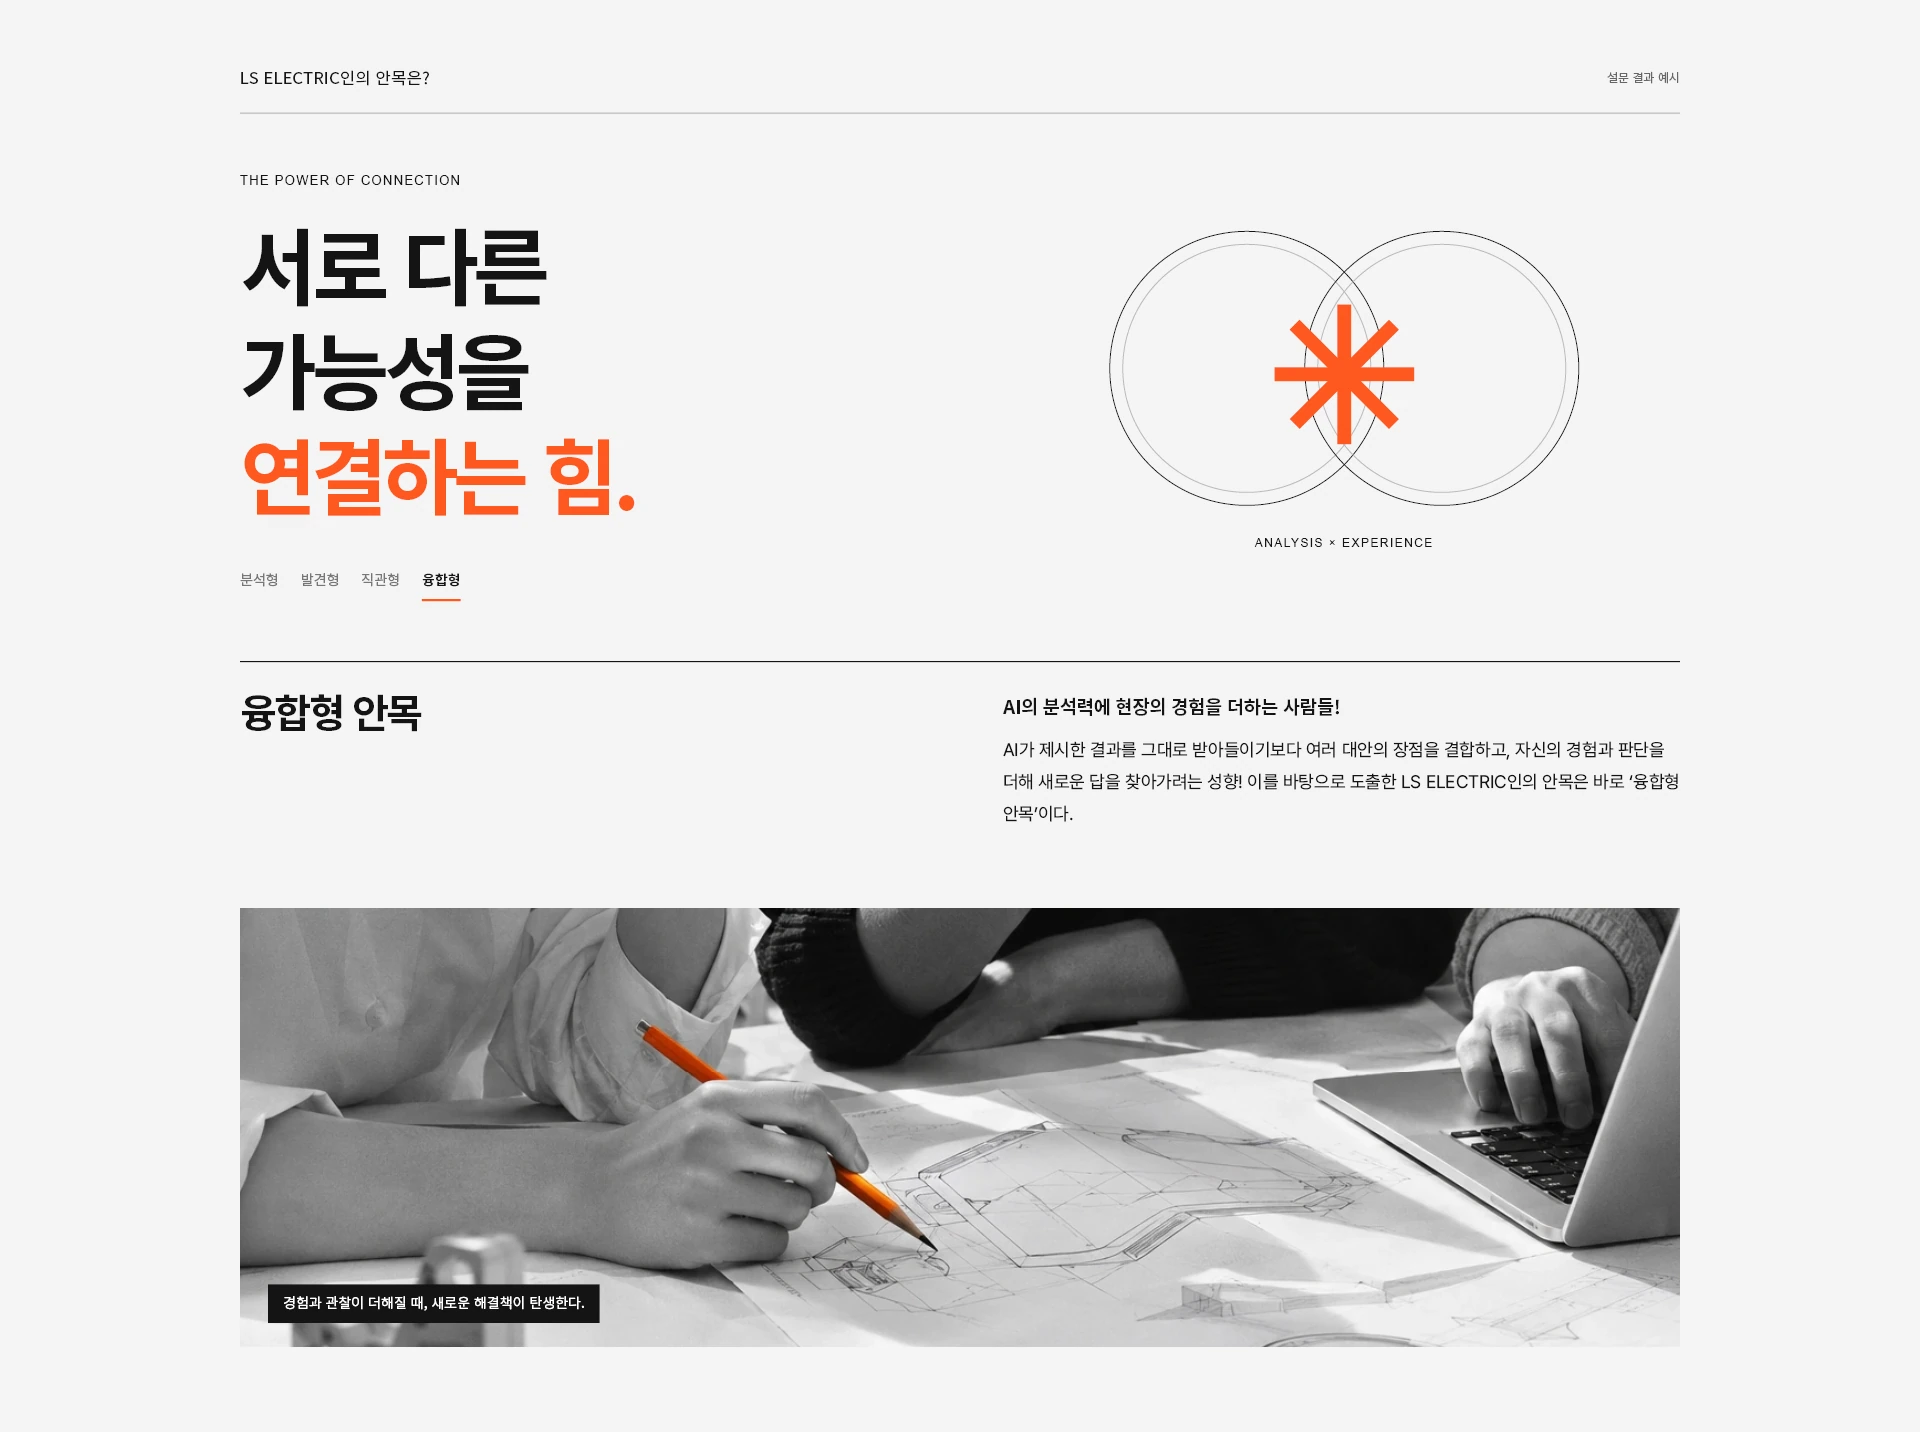 LS ELECTRIC인의 안목은?
설문 결과 예시
THE POWER OF CONNECTION
서로 다른
가능성을
연결하는 힘.
ANALYSIS × EXPERIENCE
분석형 발견형 직관형 융합형
융합형 안목
AI의 분석력에 현장의 경험을 더하는 사람들!
AI가 제시한 결과를 그대로 받아들이기보다 여러 대안의 장점을 결합하고, 자신의 경험과 판단을
더해 새로운 답을 찾아가려는 성향! 이를 바탕으로 도출한 LS ELECTRIC인의 안목은 바로 ‘융합형
안목’이다.
경험과 관찰이 더해질 때, 새로운 해결책이 탄생한다.